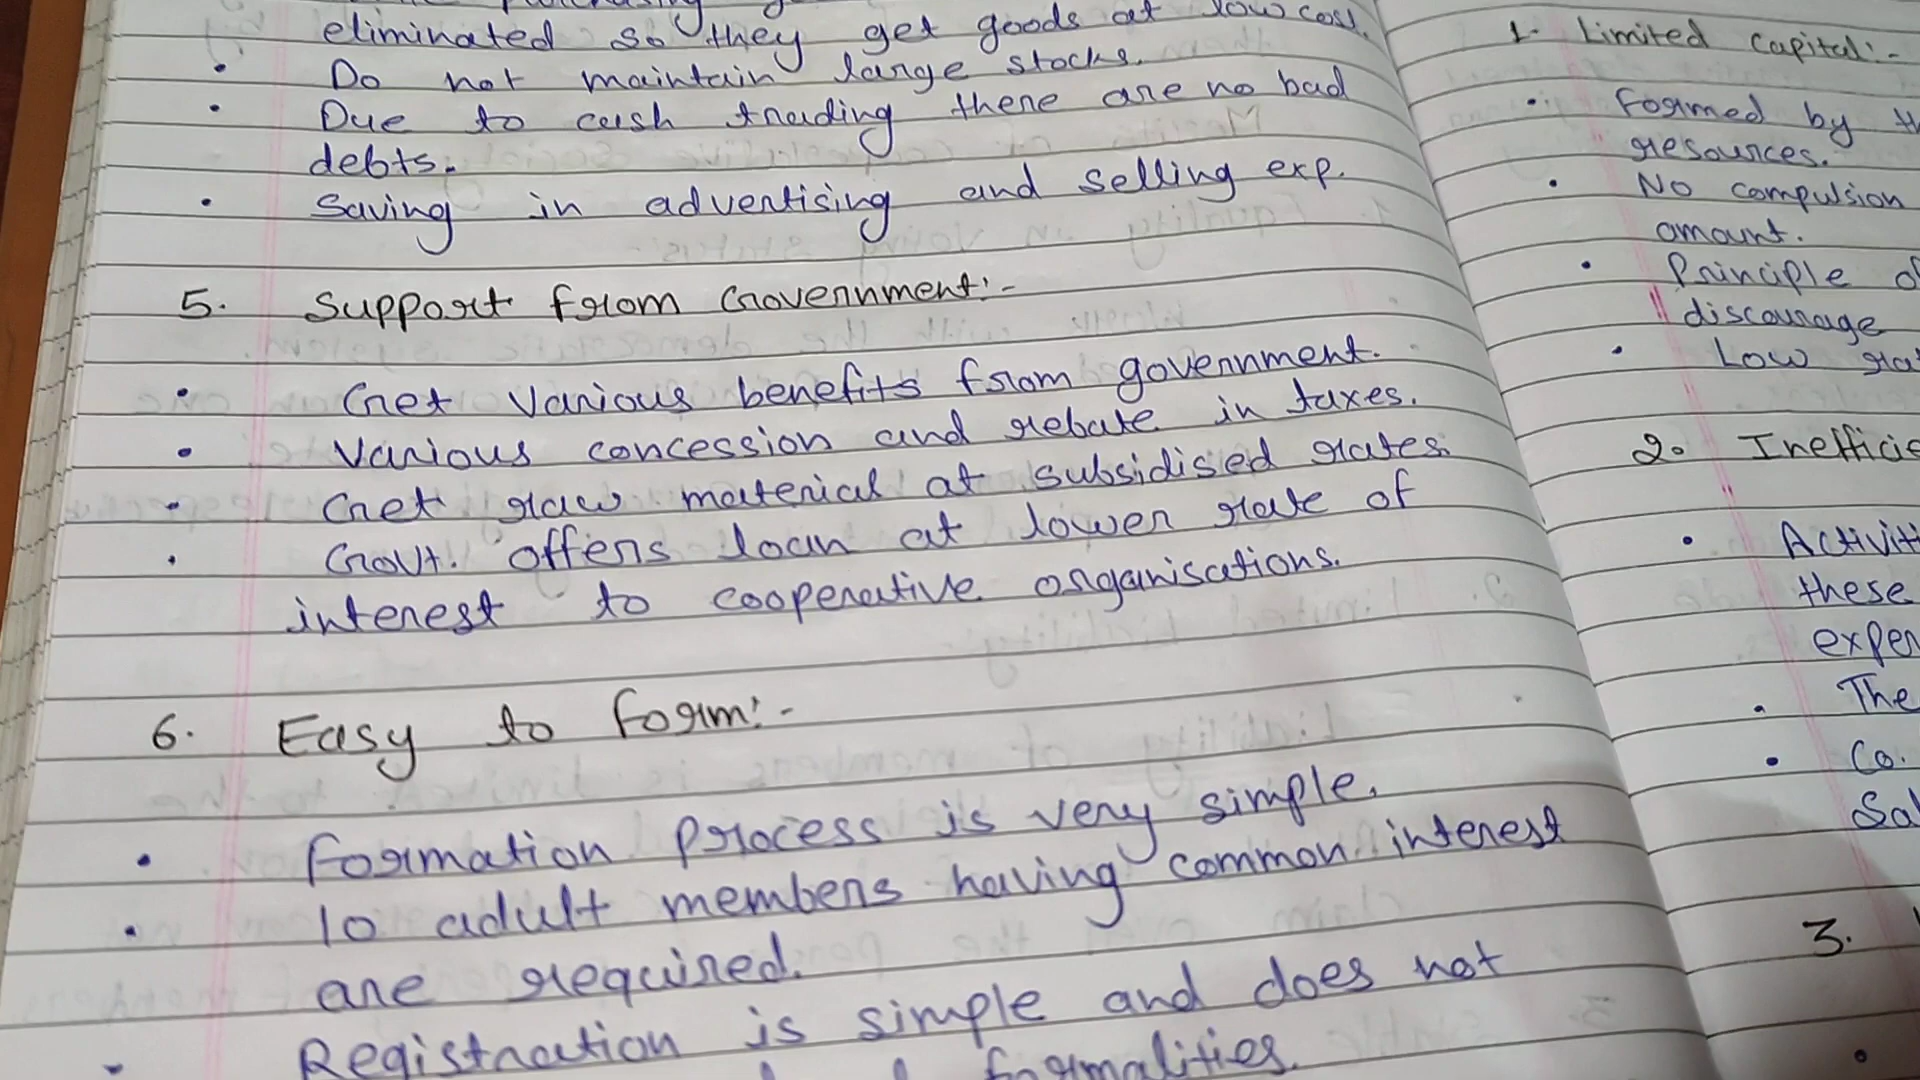 eliminated so they get goods at low cost.
• Do not maintain large stocks.
• Due to cash trading there are no bad
debts.
• Saving in advertising and selling exp.
5. Support from Government:-
• Get various benefits from government.
• Various concession and rebate in taxes.
• Get raw material at subsidised rates.
• Govt. offers loan at lower rate of
interest to cooperative organisations.
6. Easy to form:-
• Formation process is very simple.
• 10 adult members having common interest
are required.
• Registration is simple and does not
formalities.
1. Limited Capital:-
• Formed by
resources.
• No compulsion
amount.
• Principle of
discourage
• Low
2.
•
these
• The
• Co.
3.
•